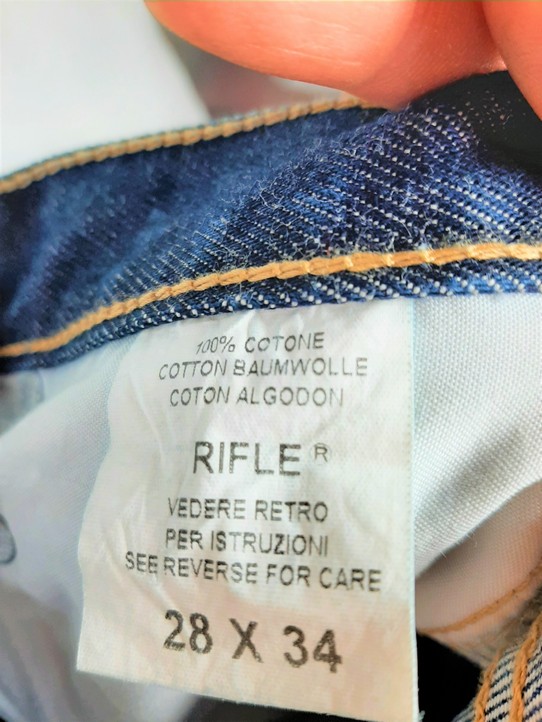 100% COTONE
COTTON BAUMWOLLE
COTON ALGODON
RIFLE ®
VEDERE RETRO
PER ISTRUZIONI
SEE REVERSE FOR CARE
28 X 34